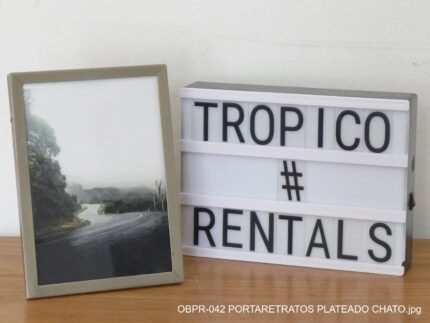 TROPICO
#
RENTALS
OBPR-042 PORTARETRATOS PLATEADO CHATO.jpg